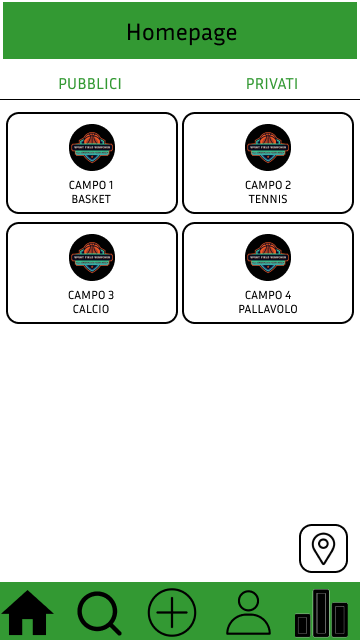 Homepage
PUBBLICI PRIVATI
CAMPO 1
BASKET
CAMPO 2
TENNIS
CAMPO 3
CALCIO
CAMPO 4
PALLAVOLO